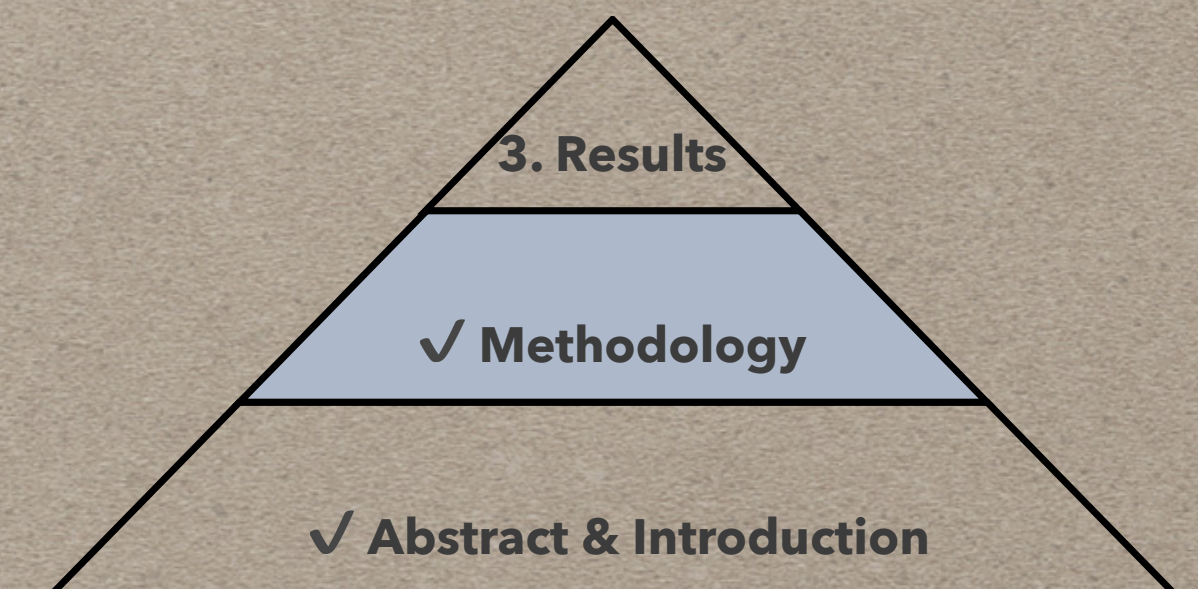 3. Results
✓ Methodology
✓ Abstract & Introduction